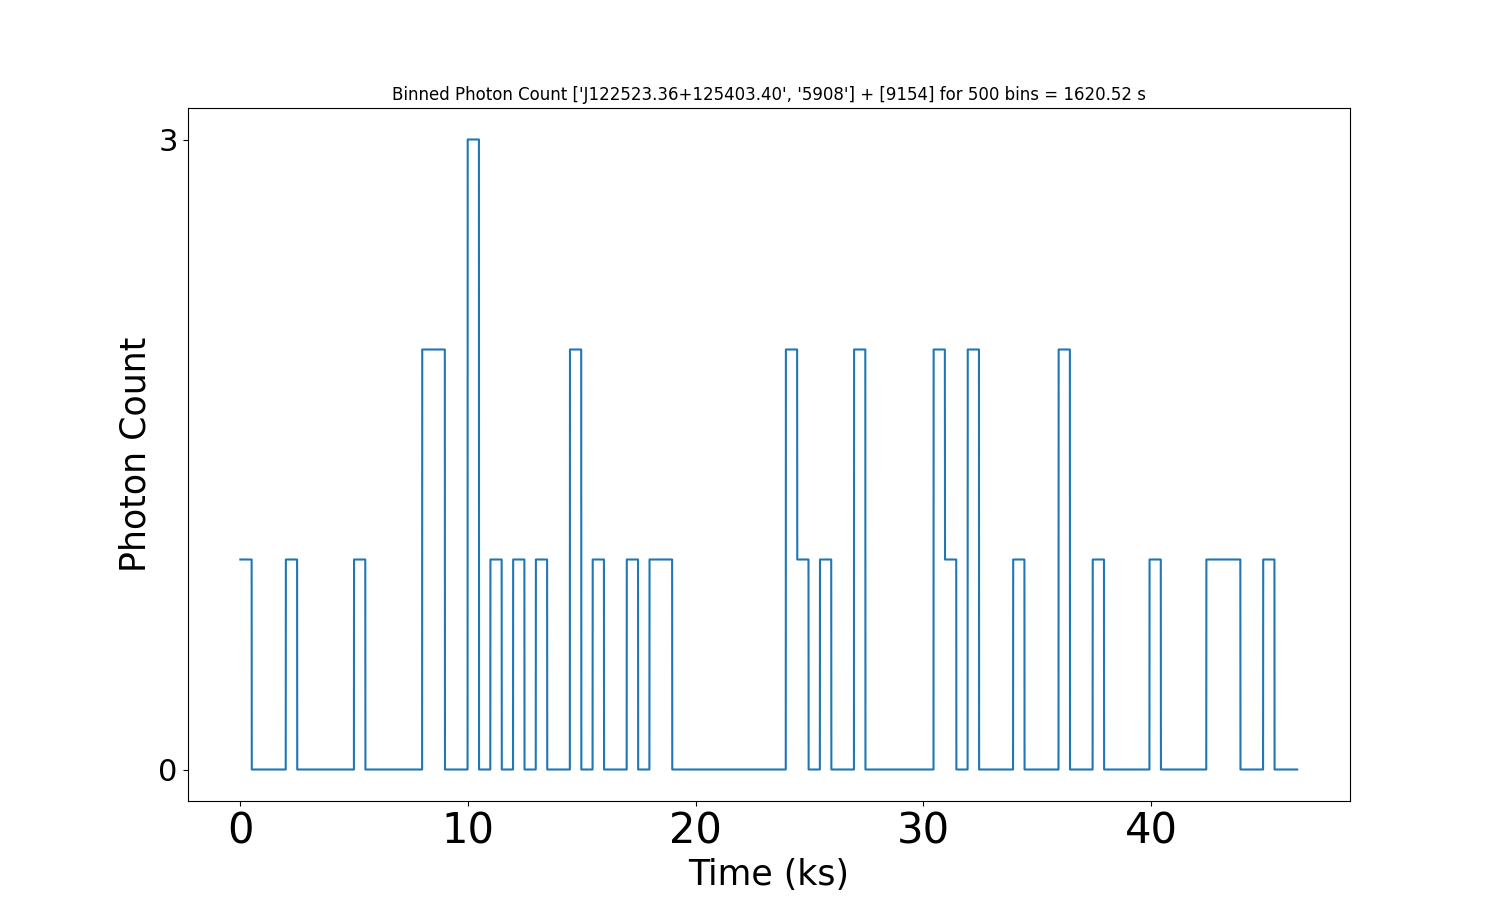 Binned Photon Count ['J122523.36+125403.40', '5908'] + [9154] for 500 bins = 1620.52 s
3
0
Photon Count
0 10 20 30 40
Time (ks)